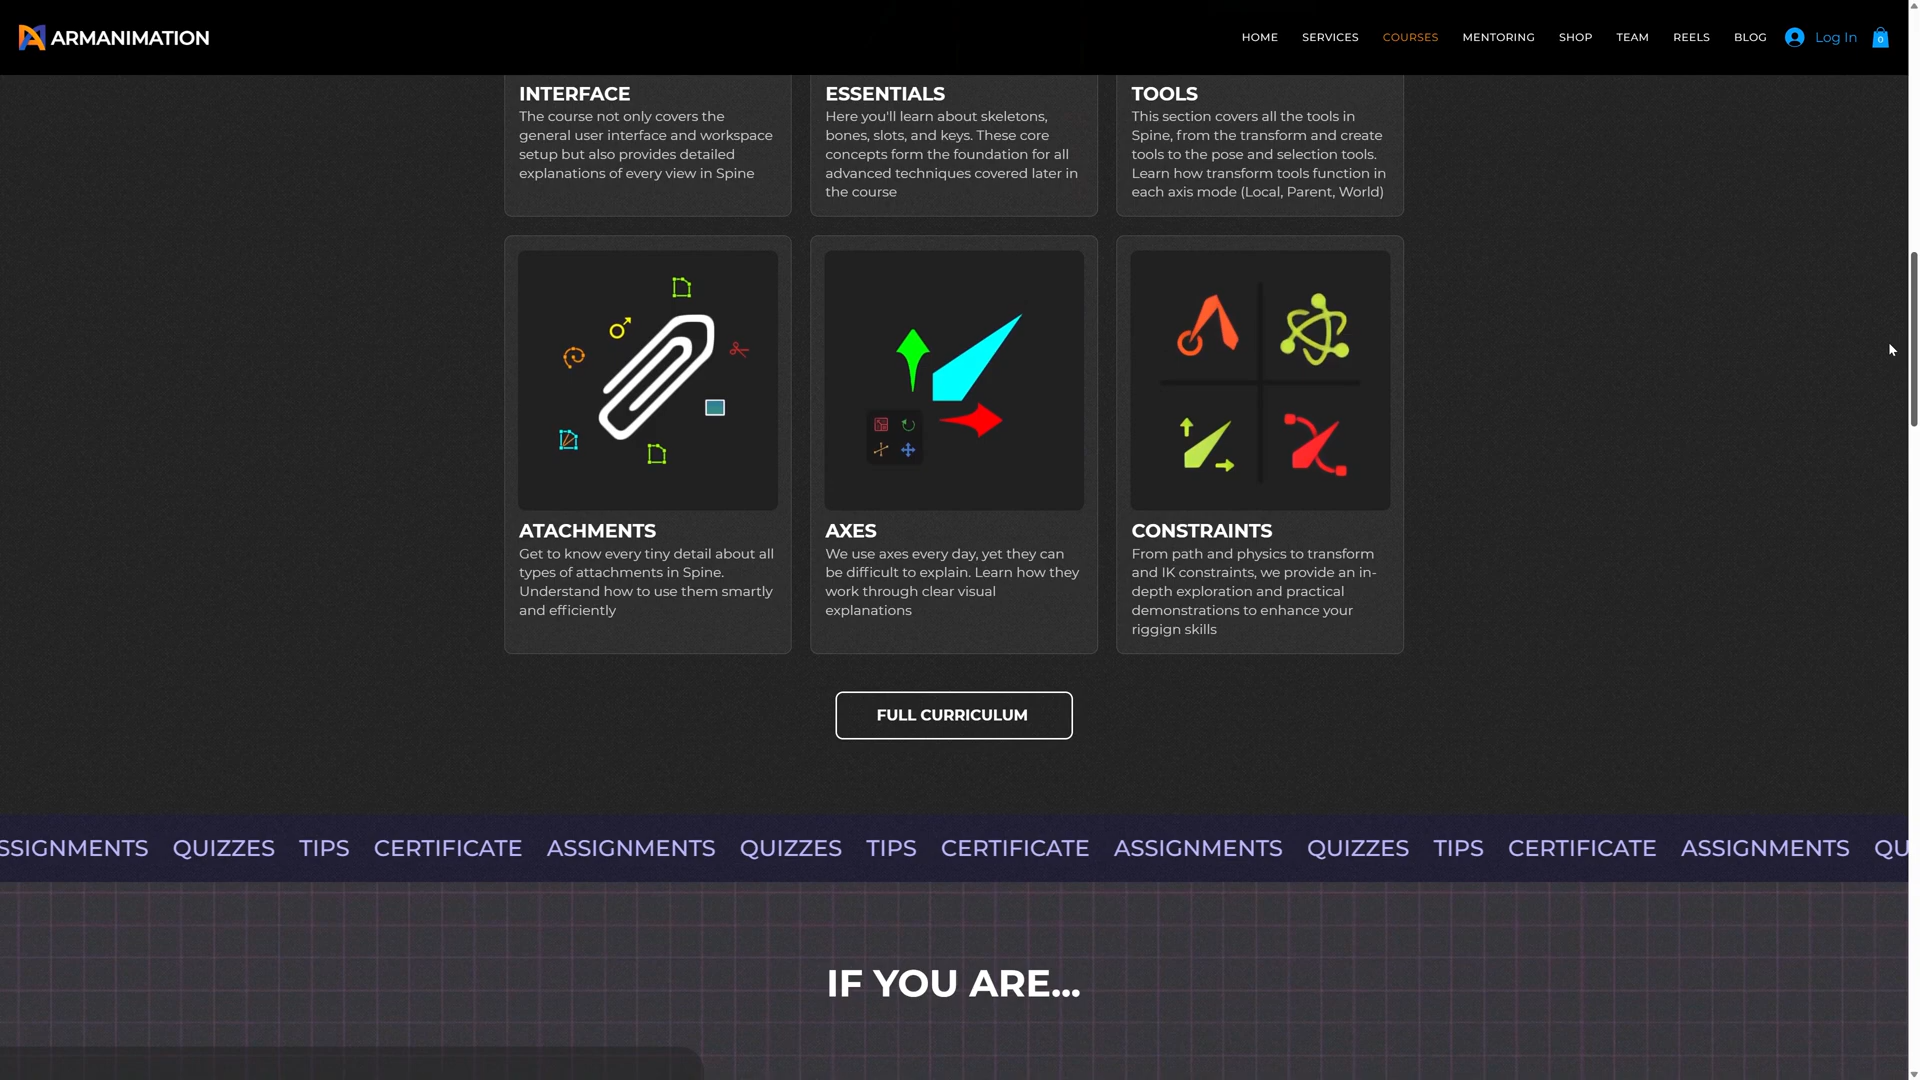 ARMANIMATION
HOME SERVICES COURSES MENTORING SHOP TEAM REELS BLOG Log In 0
INTERFACE
The course not only covers the
general user interface and workspace
setup but also provides detailed
explanations of every view in Spine
ESSENTIALS
Here you'll learn about skeletons,
bones, slots, and keys. These core
concepts form the foundation for all
advanced techniques covered later in
the course
TOOLS
This section covers all the tools in
Spine, from the transform and create
tools to the pose and selection tools.
Learn how transform tools function in
each axis mode (Local, Parent, World)
ATACHMENTS
Get to know every tiny detail about all
types of attachments in Spine.
Understand how to use them smartly
and efficiently
AXES
We use axes every day, yet they can
be difficult to explain. Learn how they
work through clear visual
explanations
CONSTRAINTS
From path and physics to transform
and IK constraints, we provide an in-
depth exploration and practical
demonstrations to enhance your
riggign skills
FULL CURRICULUM
SSIGNMENTS QUIZZES TIPS CERTIFICATE ASSIGNMENTS QUIZZES TIPS CERTIFICATE ASSIGNMENTS QUIZZES TIPS CERTIFICATE ASSIGNMENTS QU
IF YOU ARE...